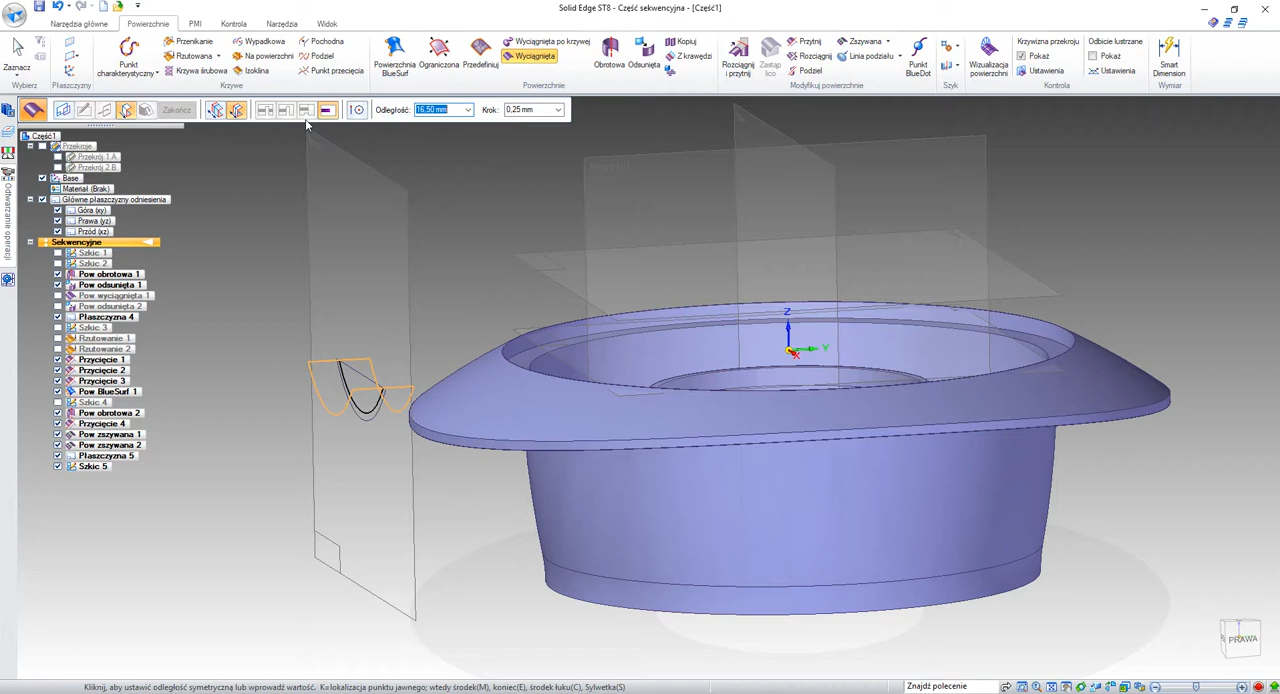 Solid Edge ST8 - Część sekwencyjna - [Część1]
Narzędzia główne
Powierzchnie
PMI
Kontrola
Narzędzia
Widok
Zaznacz
Wybierz
Płaszczyzny
Punkt charakterystyczny
Przenikanie
Rzutowana
Krzywa śrubowa
Wypadkowa
Na powierzchni
Izoklina
Pochodna
Podziel
Punkt przecięcia
Krzywe
Powierzchnia BlueSurf
Ograniczona
Predefiniuj
Wyciągnięta po krzywej
Wyciągnięta
Obrotowa
Odsunięta
Kopiuj
Z krawędzi
Powierzchnie
Rozciągnij i przytnij
Zastąp lico
Przytnij
Rozciągnij
Podziel
Zszywana
Linia podziału
Punkt BlueDot
Modyfikuj powierzchnie
Szyk
Wizualizacja powierzchni
Krzywizna przekroju
Pokaż
Ustawienia
Odbicie lustrzane
Pokaż
Ustawienia
Kontrola
Smart Dimension
Wymiar
Zakończ
Odległość: 16,50 mm
Krok: 0,25 mm
Odtwarzanie operacji
Część1
Przekroje
Przekrój 1 A
Przekrój 2 B
Base
Materiał (Brak)
Główne płaszczyzny odniesienia
Góra (xy)
Prawa (yz)
Przód (xz)
Sekwencyjne
Szkic 1
Szkic 2
Pow obrotowa 1
Pow odsunięta 1
Pow wyciągnięta 1
Pow odsunięta 2
Płaszczyzna 4
Szkic 3
Rzutowanie 1
Rzutowanie 2
Przycięcie 1
Przycięcie 2
Przycięcie 3
Pow BlueSurf 1
Szkic 4
Pow obrotowa 2
Przycięcie 4
Pow zszywana 1
Pow zszywana 2
Płaszczyzna 5
Szkic 5
Z
Y
X
PRAWA
Kliknij, aby ustawić odległość symetryczną lub wprowadź wartość. K=lokalizacja punktu jawnego; wtedy środek(M), koniec(E), środek łuku(C), Sylwetka(S)
Znajdź polecenie